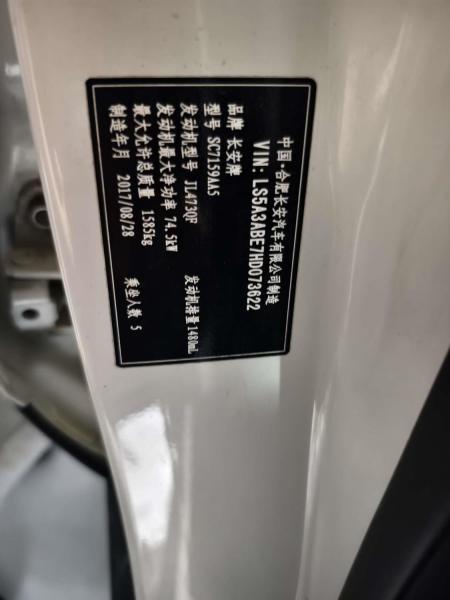 中国·合肥长安汽车有限公司制造
VIN: LS5A3ABE7HD073622
品牌 长安牌
型号 SC7159AA5
发动机型号 JL473QF 发动机排量 1480mL
发动机最大净功率 74.5kW
最大允许总质量 1585kg
制造年月 2017/08/28 乘坐人数 5